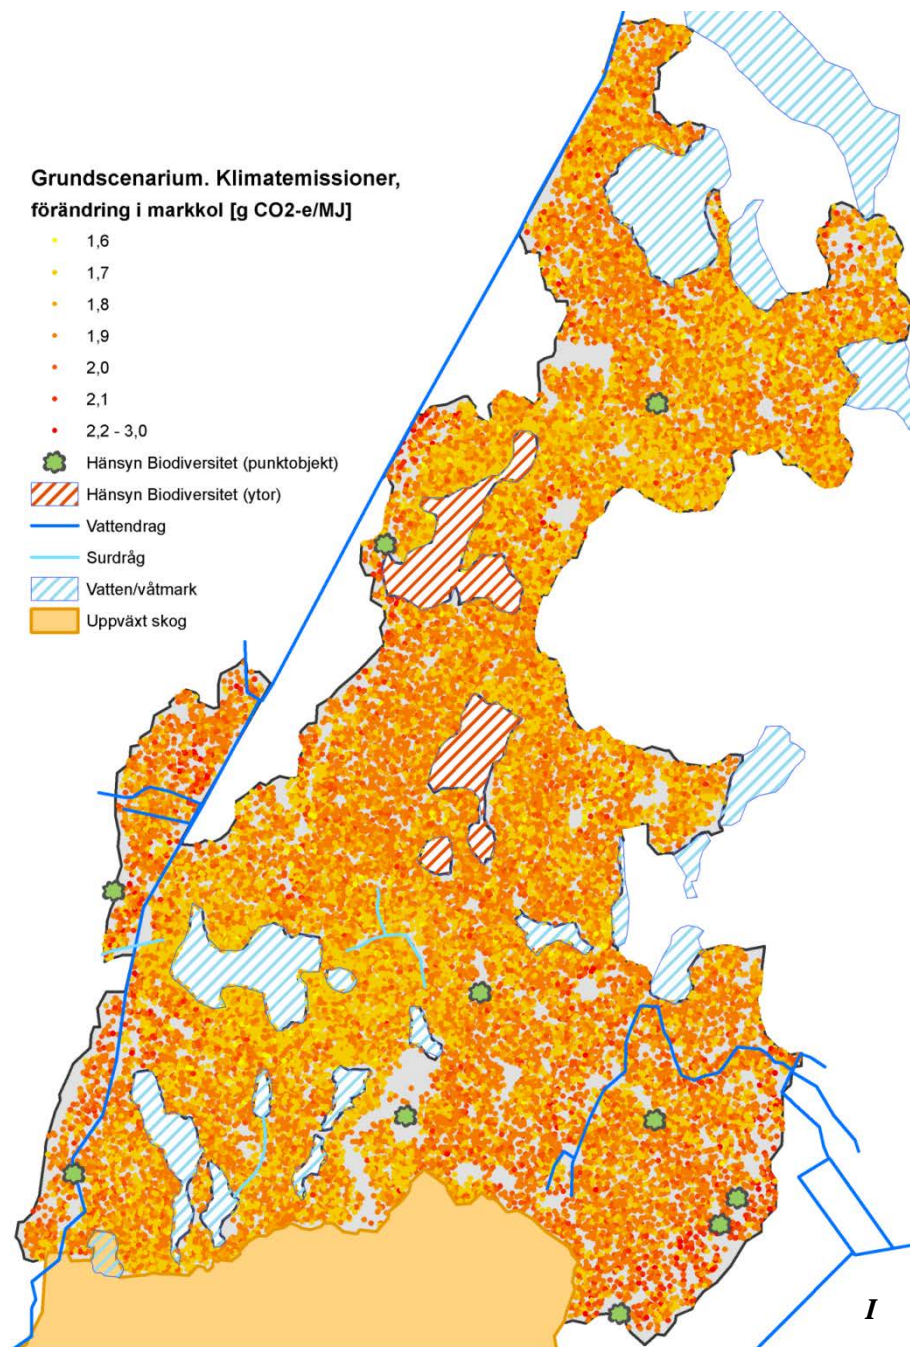 Grundscenarium. Klimatemissioner,
förändring i markkol [g CO2-e/MJ]
1,6
1,7
1,8
1,9
2,0
2,1
2,2 - 3,0
Hänsyn Biodiversitet (punktobjekt)
Hänsyn Biodiversitet (ytor)
Vattendrag
Surdråg
Vatten/våtmark
Uppväxt skog
I